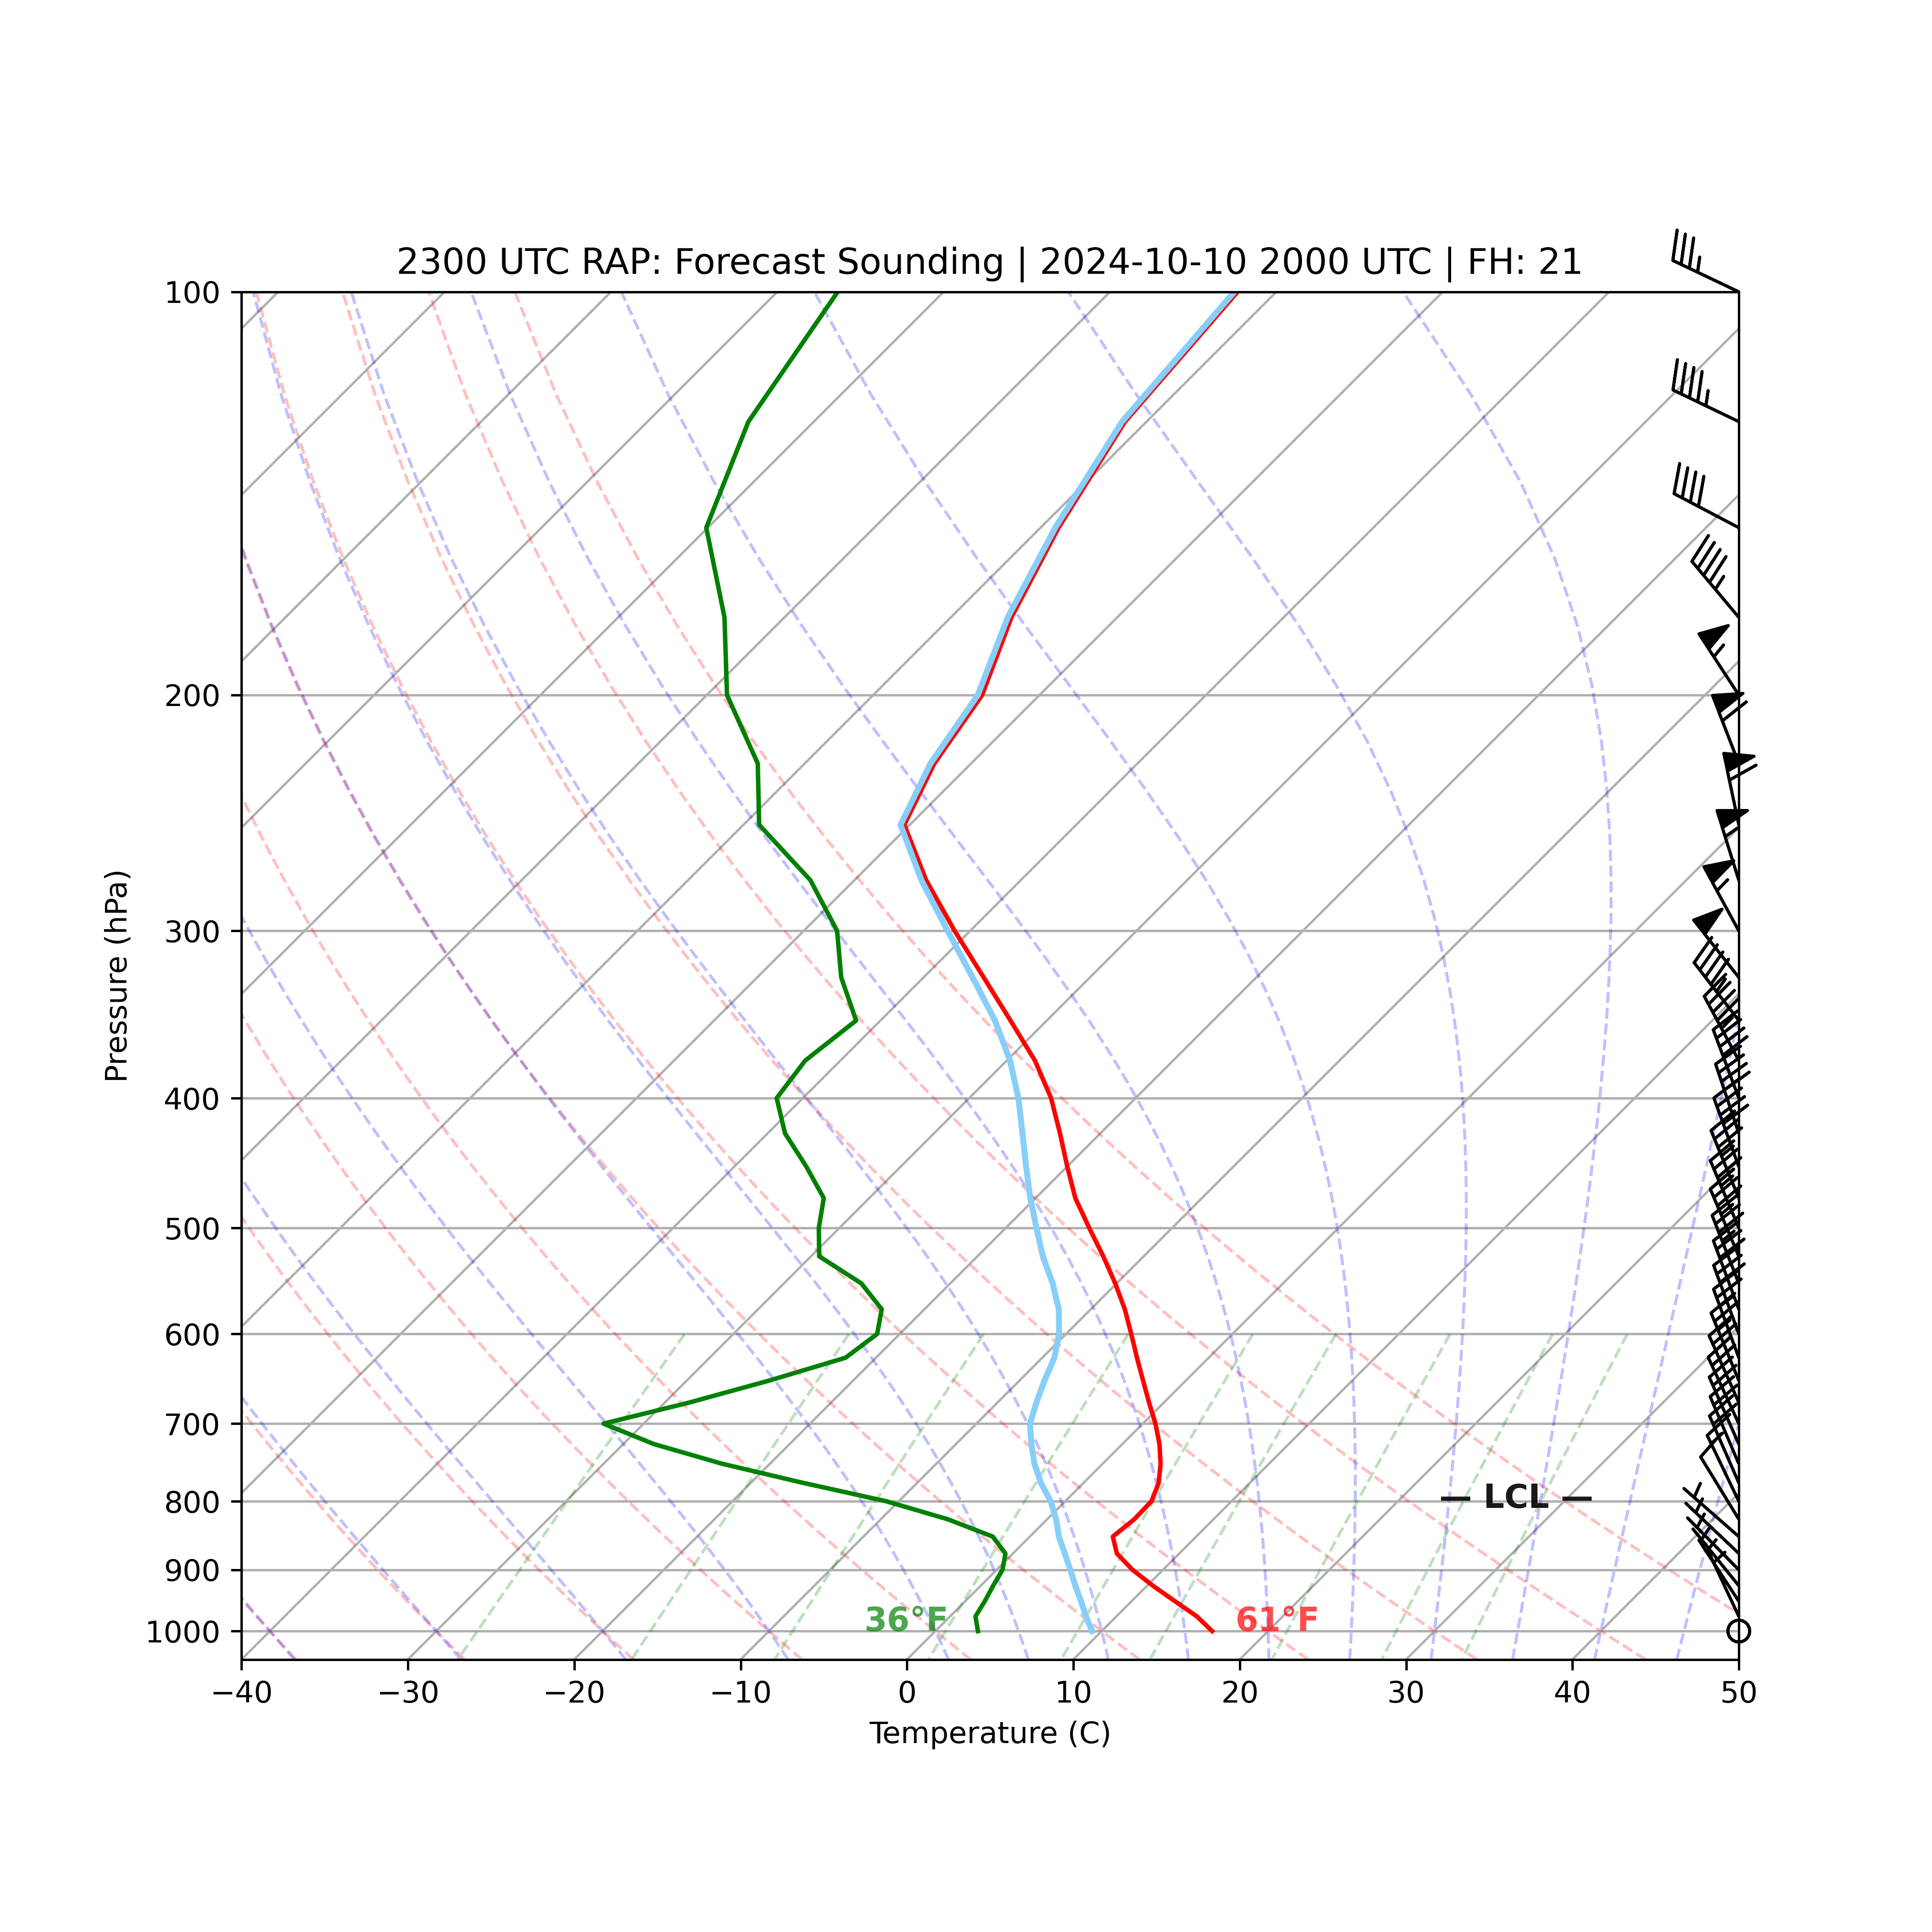 2300 UTC RAP: Forecast Sounding | 2024-10-10 2000 UTC | FH: 21
100
200
300
400
500
600
700
800
900
1000
Pressure (hPa)
— LCL —
36°F
61°F
−40 −30 −20 −10 0 10 20 30 40 50
Temperature (C)